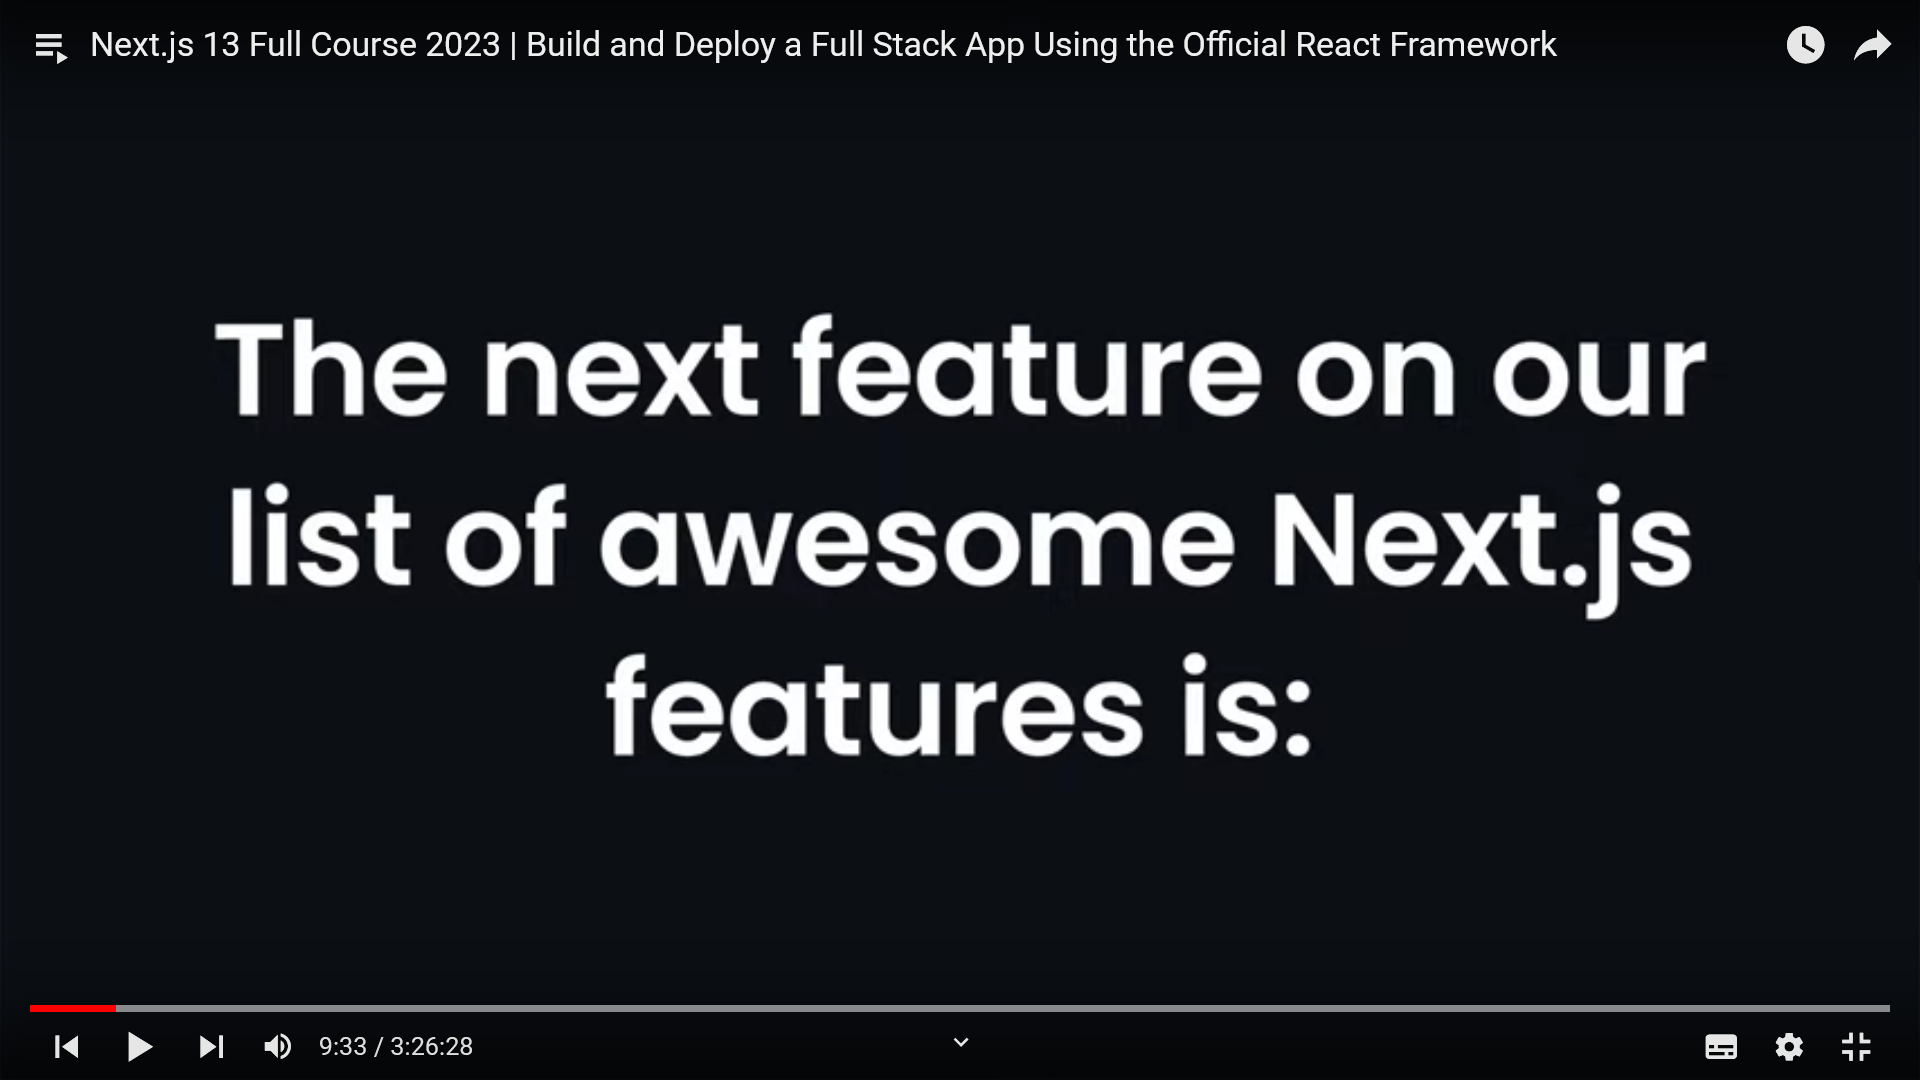 Next.js 13 Full Course 2023 | Build and Deploy a Full Stack App Using the Official React Framework
The next feature on our
list of awesome Next.js
features is:
9:33 / 3:26:28